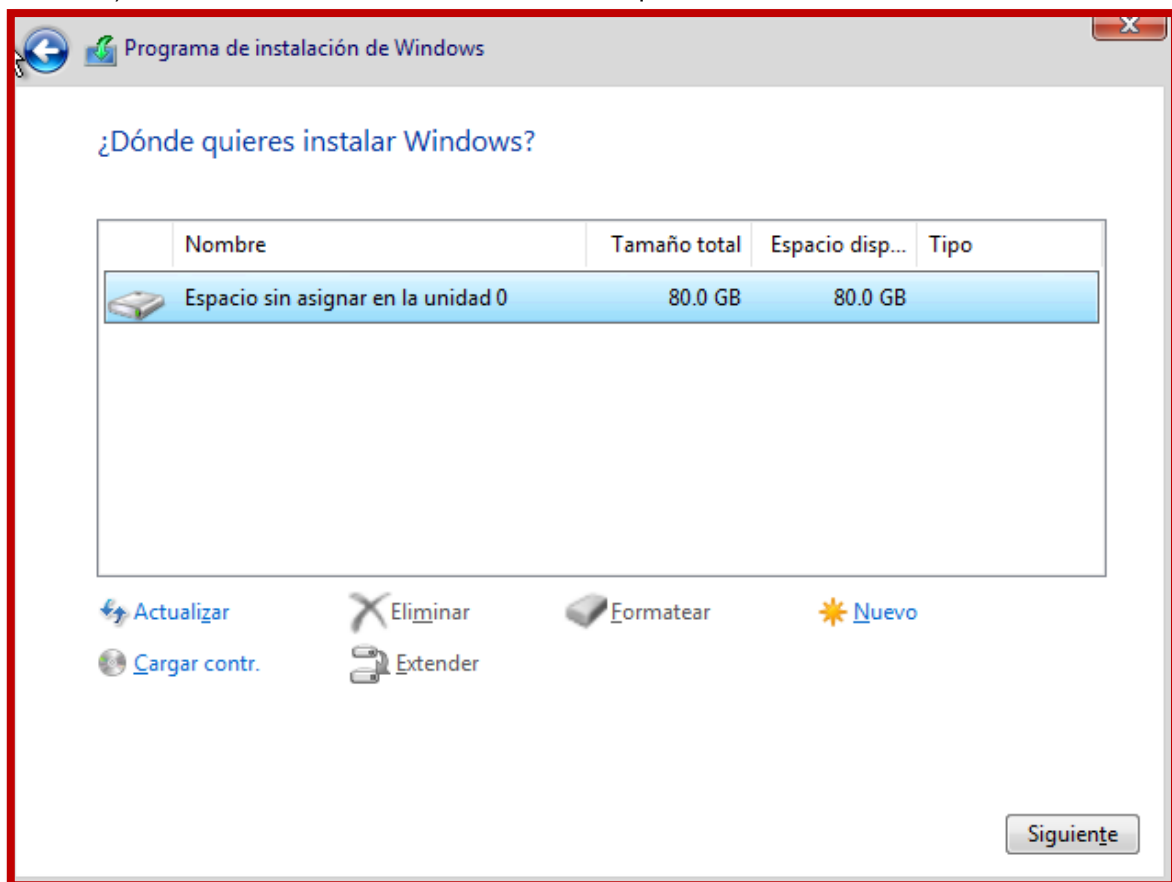 Programa de instalación de Windows
X
¿Dónde quieres instalar Windows?
Nombre Tamaño total Espacio disp... Tipo
Espacio sin asignar en la unidad 0 80.0 GB 80.0 GB
Actualizar Eliminar Formatear Nuevo
Cargar contr. Extender
Siguiente